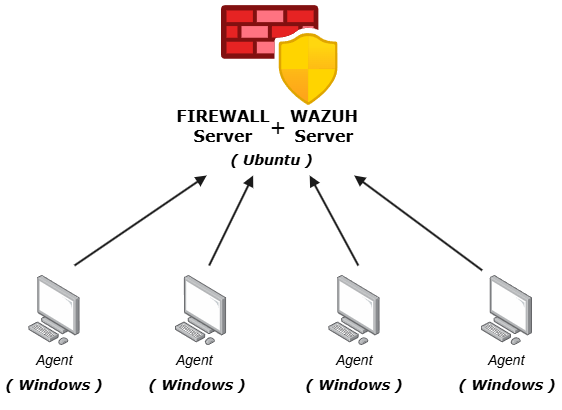 FIREWALL + WAZUH
Server Server
( Ubuntu )
Agent Agent Agent Agent
( Windows ) ( Windows ) ( Windows ) ( Windows )